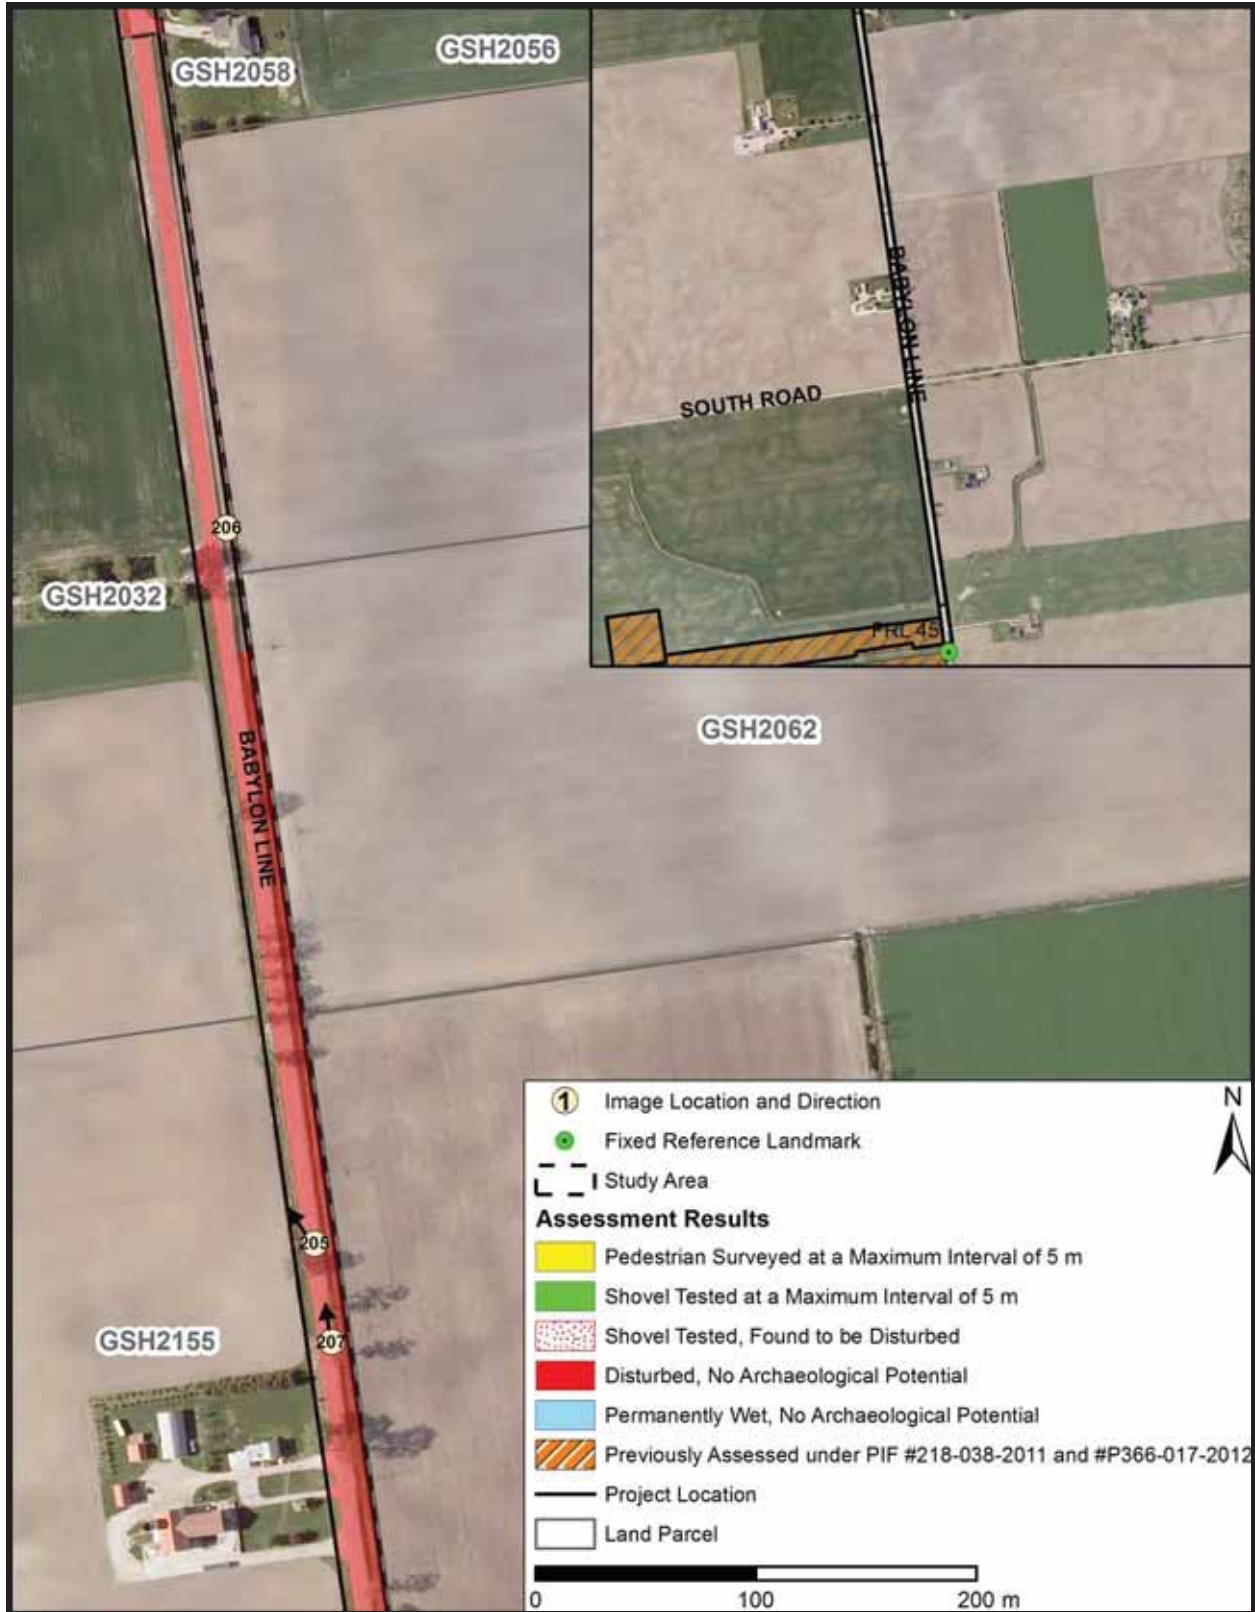 GSH2056
GSH2058
BABYLON LINE
SOUTH ROAD
206
GSH2032
FRL 45
GSH2062
BABYLON LINE
1 Image Location and Direction
N
Fixed Reference Landmark
Study Area
Assessment Results
205
Pedestrian Surveyed at a Maximum Interval of 5 m
Shovel Tested at a Maximum Interval of 5 m
207
GSH2155
Shovel Tested, Found to be Disturbed
Disturbed, No Archaeological Potential
Permanently Wet, No Archaeological Potential
Previously Assessed under PIF #218-038-2011 and #P366-017-2012
Project Location
Land Parcel
0 100 200 m